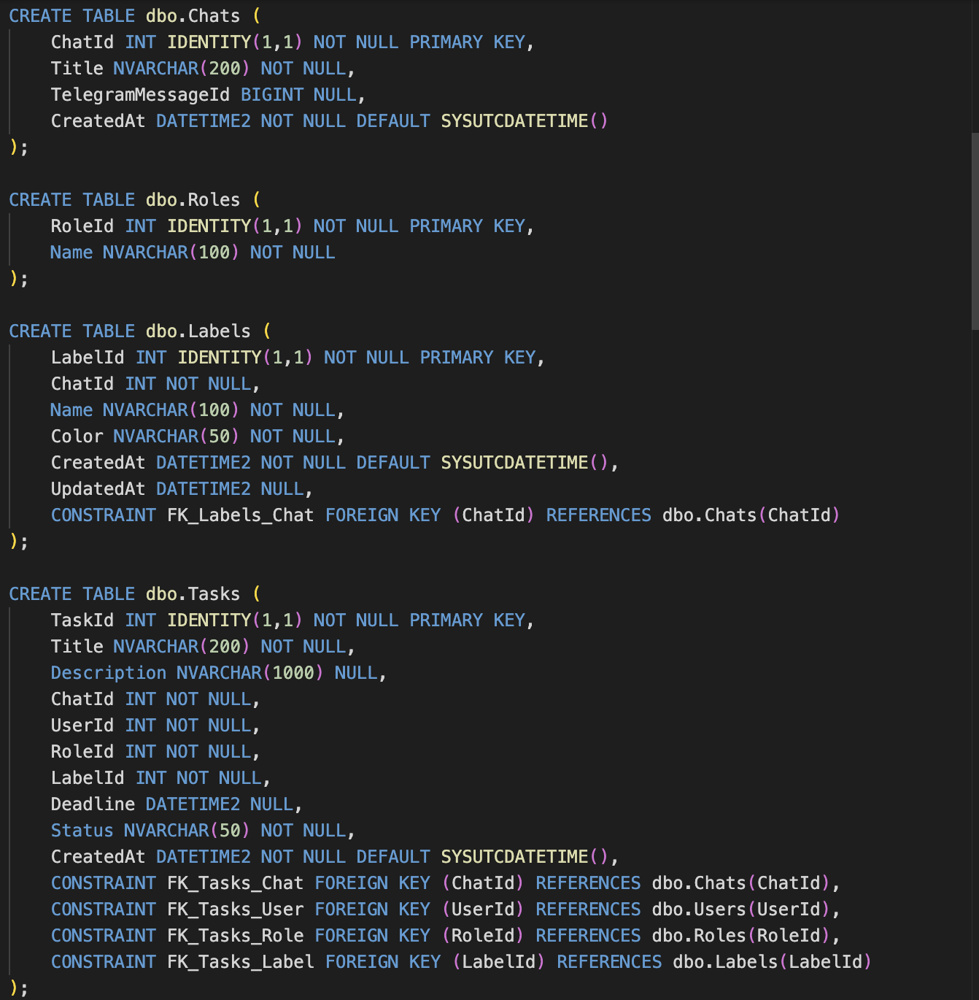 CREATE TABLE dbo.Chats (
    ChatId INT IDENTITY(1,1) NOT NULL PRIMARY KEY,
    Title NVARCHAR(200) NOT NULL,
    TelegramMessageId BIGINT NULL,
    CreatedAt DATETIME2 NOT NULL DEFAULT SYSUTCDATETIME()
);

CREATE TABLE dbo.Roles (
    RoleId INT IDENTITY(1,1) NOT NULL PRIMARY KEY,
    Name NVARCHAR(100) NOT NULL
);

CREATE TABLE dbo.Labels (
    LabelId INT IDENTITY(1,1) NOT NULL PRIMARY KEY,
    ChatId INT NOT NULL,
    Name NVARCHAR(100) NOT NULL,
    Color NVARCHAR(50) NOT NULL,
    CreatedAt DATETIME2 NOT NULL DEFAULT SYSUTCDATETIME(),
    UpdatedAt DATETIME2 NULL,
    CONSTRAINT FK_Labels_Chat FOREIGN KEY (ChatId) REFERENCES dbo.Chats(ChatId)
);

CREATE TABLE dbo.Tasks (
    TaskId INT IDENTITY(1,1) NOT NULL PRIMARY KEY,
    Title NVARCHAR(200) NOT NULL,
    Description NVARCHAR(1000) NULL,
    ChatId INT NOT NULL,
    UserId INT NOT NULL,
    RoleId INT NOT NULL,
    LabelId INT NOT NULL,
    Deadline DATETIME2 NULL,
    Status NVARCHAR(50) NOT NULL,
    CreatedAt DATETIME2 NOT NULL DEFAULT SYSUTCDATETIME(),
    CONSTRAINT FK_Tasks_Chat FOREIGN KEY (ChatId) REFERENCES dbo.Chats(ChatId),
    CONSTRAINT FK_Tasks_User FOREIGN KEY (UserId) REFERENCES dbo.Users(UserId),
    CONSTRAINT FK_Tasks_Role FOREIGN KEY (RoleId) REFERENCES dbo.Roles(RoleId),
    CONSTRAINT FK_Tasks_Label FOREIGN KEY (LabelId) REFERENCES dbo.Labels(LabelId)
);